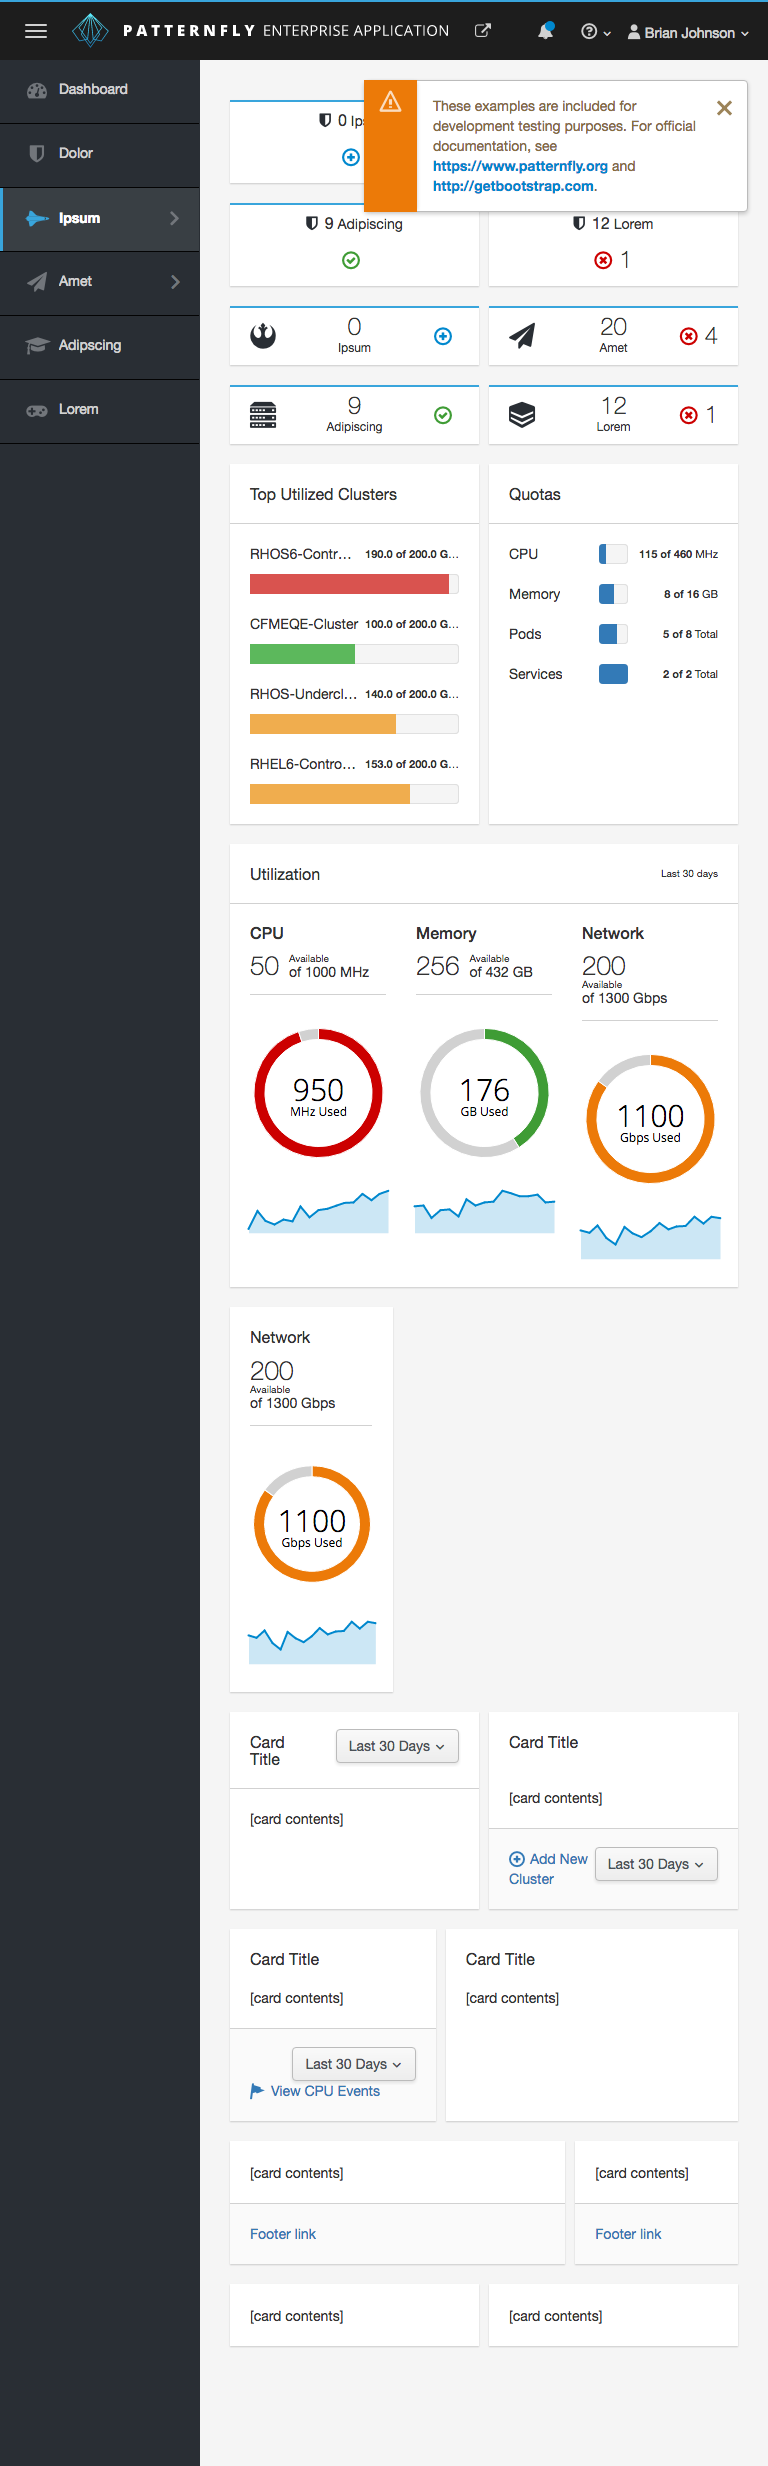 PATTERNFLY ENTERPRISE APPLICATION
Brian Johnson
Dashboard
Dolor
Ipsum
Amet
Adipscing
Lorem
These examples are included for
development testing purposes. For official
documentation, see
https://www.patternfly.org and
http://getbootstrap.com.
0
9 Adipiscing
12 Lorem
1
0
Ipsum
20
Amet
4
9
Adipiscing
12
Lorem
1
Top Utilized Clusters
RHOS6-Contr... 190.0 of 200.0 G...
CFMEQE-Cluster 100.0 of 200.0 G...
RHOS-Undercl... 140.0 of 200.0 G...
RHEL6-Contro... 153.0 of 200.0 G...
Quotas
CPU 115 of 460 MHz
Memory 8 of 16 GB
Pods 5 of 8 Total
Services 2 of 2 Total
Utilization
Last 30 days
CPU
50 Available
of 1000 MHz
950
MHz Used
Memory
256 Available
of 432 GB
176
GB Used
Network
200
Available
of 1300 Gbps
1100
Gbps Used
Network
200
Available
of 1300 Gbps
1100
Gbps Used
Card
Title
Last 30 Days
[card contents]
Card Title
[card contents]
Add New
Cluster
Last 30 Days
Card Title
[card contents]
Last 30 Days
View CPU Events
Card Title
[card contents]
[card contents]
Footer link
[card contents]
Footer link
[card contents]
[card contents]